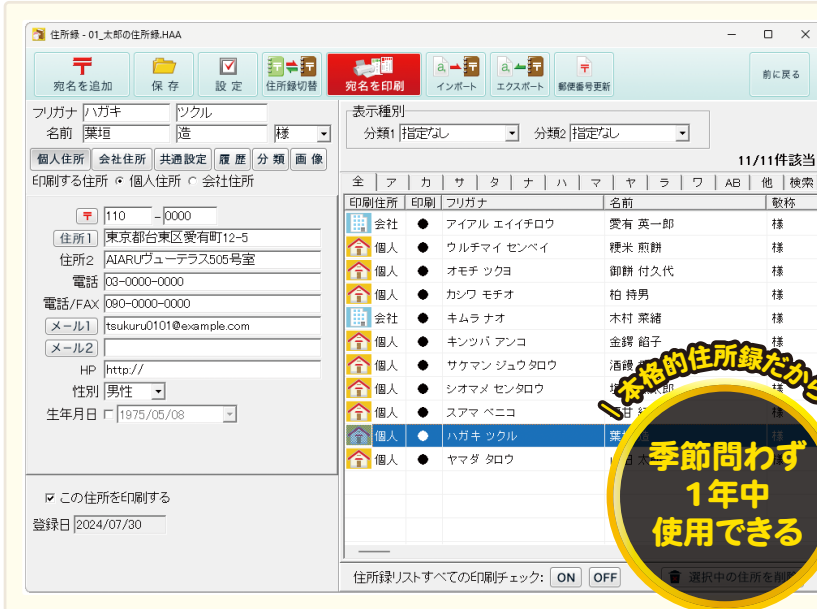 住所録 - 01_太郎の住所録.HAA
宛名を追加 保 存 設 定 住所録切替 宛名を印刷 インポート エクスポート 郵便番号更新 前に戻る
フリガナ ハガキ ツクル
名前 葉垣 造 様
個人住所 会社住所 共通設定 履 歴 分 類 画 像
印刷する住所 個人住所 会社住所
〒 110 - 0000
住所1 東京都台東区愛有町12-5
住所2 AIARUヴューテラス505号室
電話 03-0000-0000
電話/FAX 090-0000-0000
メール1 tsukuru0101@example.com
メール2
HP http://
性別 男性
生年月日 1975/05/08
この住所を印刷する
登録日 2024/07/30
表示種別
分類1 指定なし 分類2 指定なし
11/11件該当
全 ア カ サ タ ナ ハ マ ヤ ラ ワ AB 他 検索
印刷住所 印刷 フリガナ 名前 敬称
会社 ● アイアル エイイチロウ 愛有 英一郎 様
個人 ● ウルチマイ センベイ 粳米 煎餅 様
個人 ● オモチ ツクヨ 御餅 付久代 様
個人 ● カシワ モチオ 柏 持男 様
会社 ● キムラ ナオ 木村 菜緒 様
個人 ● キンツバ アンコ 金鍔 餡子 様
個人 ● サケマン ジュウタロウ 酒饅
個人 ● シオマメ センタロウ 様
個人 ● スアマ ベニコ 様
個人 ● ハガキ ツクル 葉 様
個人 ● ヤマダ タロウ 様
本格的住所録だから
季節問わず
1年中
使用できる
住所録リストすべての印刷チェック: ON OFF 選択中の住所を削除